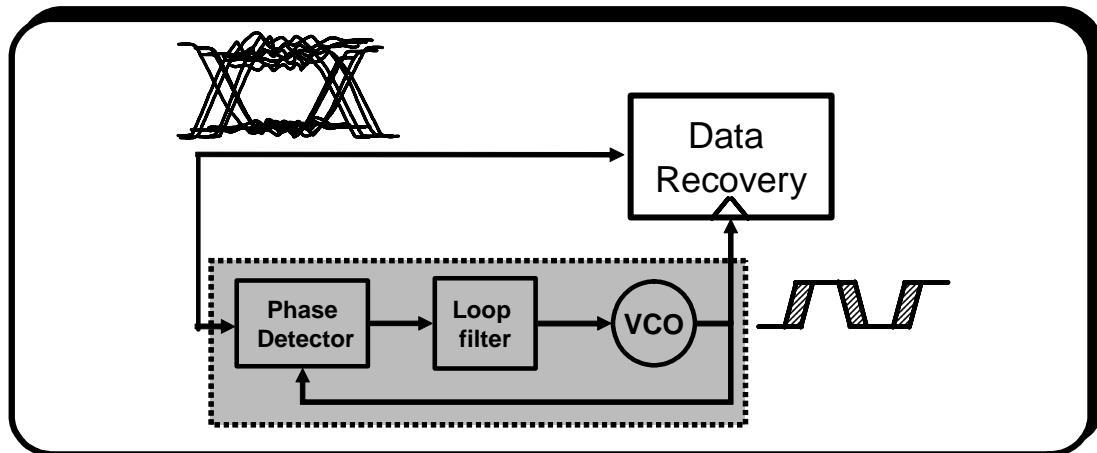 Data
Recovery
Phase
Detector
Loop
filter
VCO